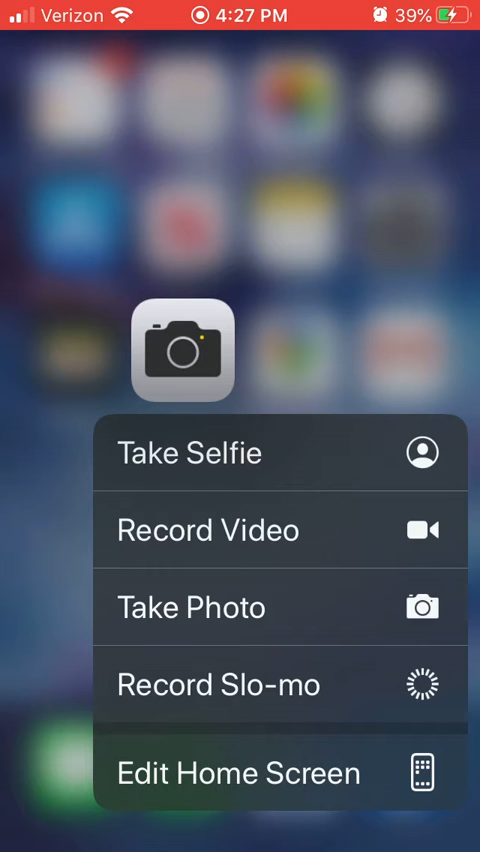 Verizon 4:27 PM 39%
Take Selfie
Record Video
Take Photo
Record Slo-mo
Edit Home Screen